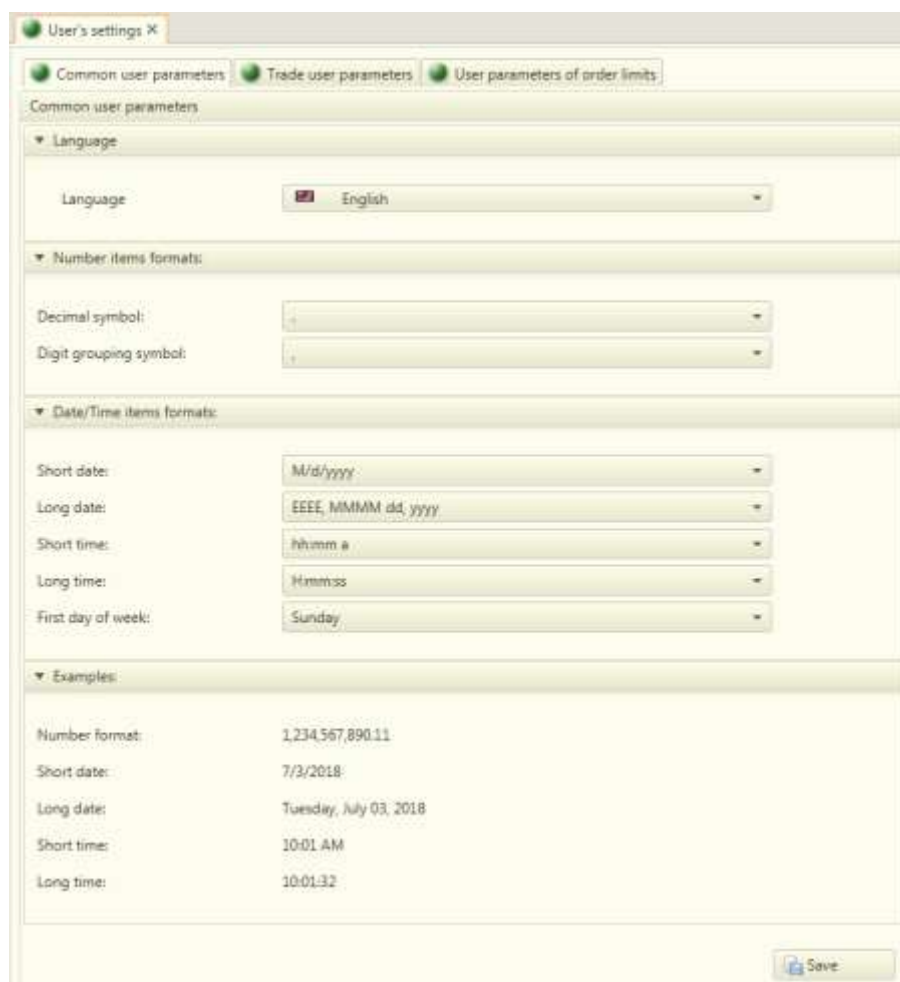 User's settings
Common user parameters Trade user parameters User parameters of order limits
Common user parameters
Language
Language English
Number items formats:
Decimal symbol: .
Digit grouping symbol: ,
Date/Time items formats:
Short date: M/d/yyyy
Long date: EEEE, MMMM dd, yyyy
Short time: hh:mm a
Long time: H:mm:ss
First day of week: Sunday
Examples:
Number format: 1,234,567,890.11
Short date: 7/3/2018
Long date: Tuesday, July 03, 2018
Short time: 10:01 AM
Long time: 10:01:32
Save